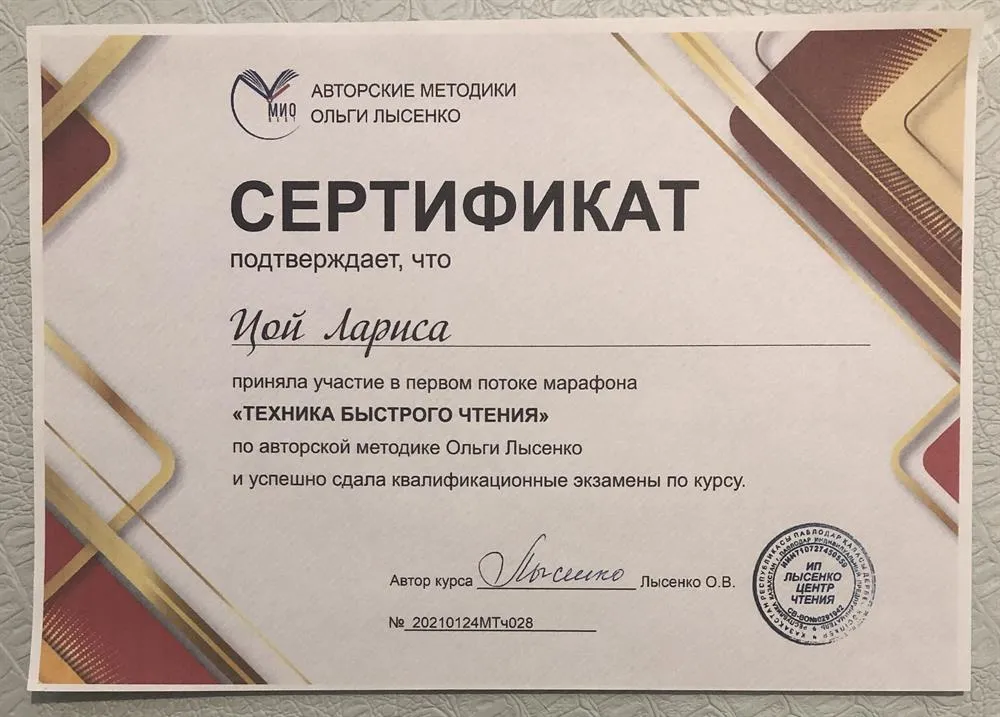 МИО
BEST
АВТОРСКИЕ МЕТОДИКИ
ОЛЬГИ ЛЫСЕНКО
СЕРТИФИКАТ
подтверждает, что
Цой Лариса
приняла участие в первом потоке марафона
«ТЕХНИКА БЫСТРОГО ЧТЕНИЯ»
по авторской методике Ольги Лысенко
и успешно сдала квалификационные экзамены по курсу.
Автор курса Лысенко Лысенко О.В.
№ 20210124МТч028
ИП
ЛЫСЕНКО
ЦЕНТР
ЧТЕНИЯ